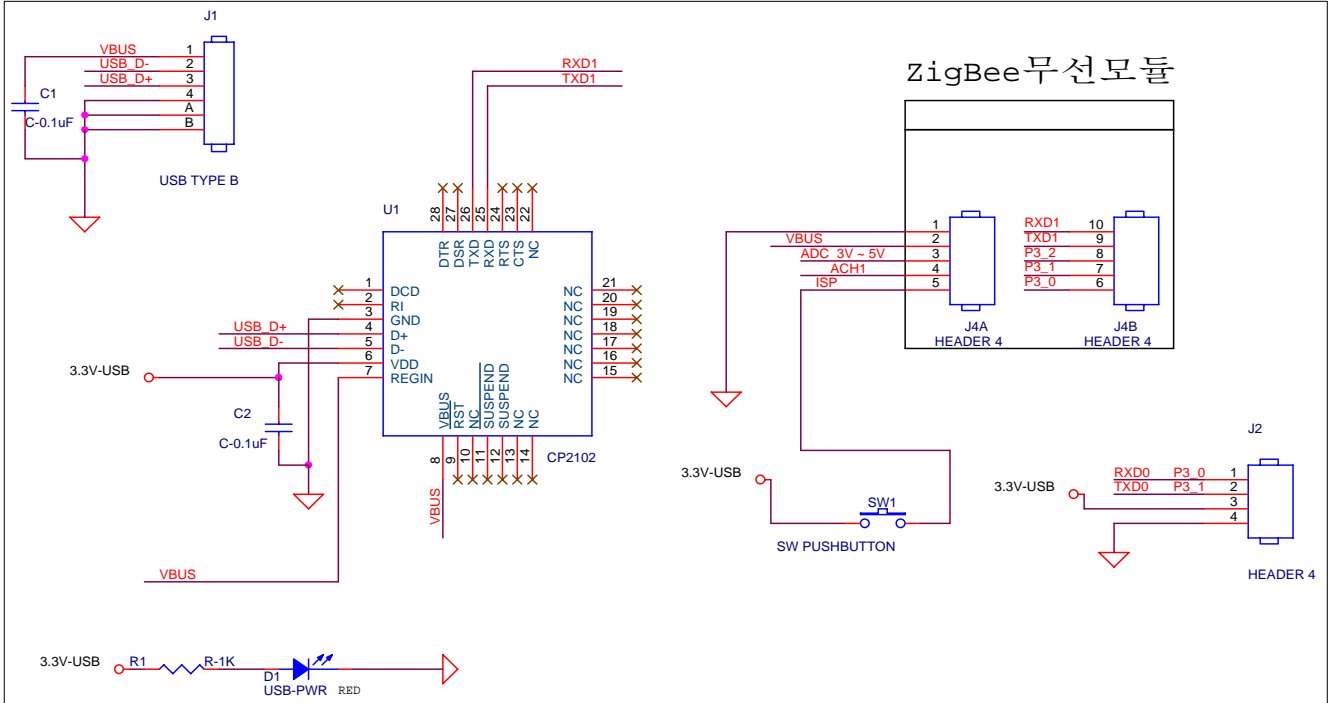 J1
VBUS 1
USB_D- 2
USB_D+ 3
4
A
B
C1
C-0.1uF
USB TYPE B
RXD1
TXD1
U1
28 27 26 25 24 23 22
DTR DSR TXD RXD RTS CTS NC
1 DCD
2 RI
3 GND
USB_D+ 4 D+
USB_D- 5 D-
6 VDD
7 REGIN
NC 21
NC 20
NC 19
NC 18
NC 17
NC 16
NC 15
VBUS RST NC SUSPEND SUSPEND NC NC
8 9 10 11 12 13 14
CP2102
VBUS
3.3V-USB
C2
C-0.1uF
VBUS
3.3V-USB R1 R-1K
D1
USB-PWR RED
ZigBee무선모듈
1
VBUS 2
ADC 3V ~ 5V 3
ACH1 4
ISP 5
J4A
HEADER 4
RXD1 10
TXD1 9
P3_2 8
P3_1 7
P3_0 6
J4B
HEADER 4
3.3V-USB
SW1
SW PUSHBUTTON
J2
RXD0 P3_0 1
TXD0 P3_1 2
3.3V-USB 3
4
HEADER 4